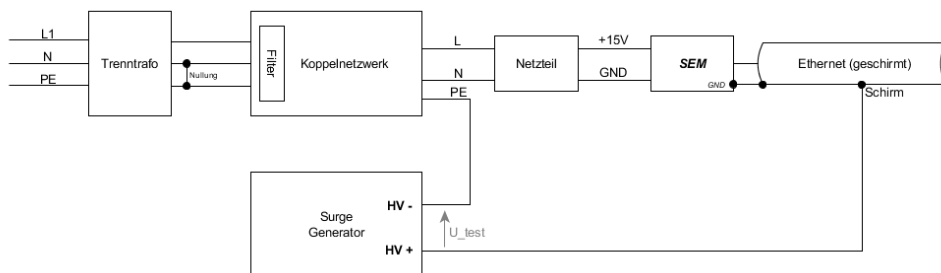 L1
N
PE
Trenntrafo
Nullung
Filter
Koppelnetzwerk
L
N
PE
Netzteil
+15V
GND
SEM
GND
Ethernet (geschirmt)
Schirm
Surge
Generator
HV -
HV +
U_test